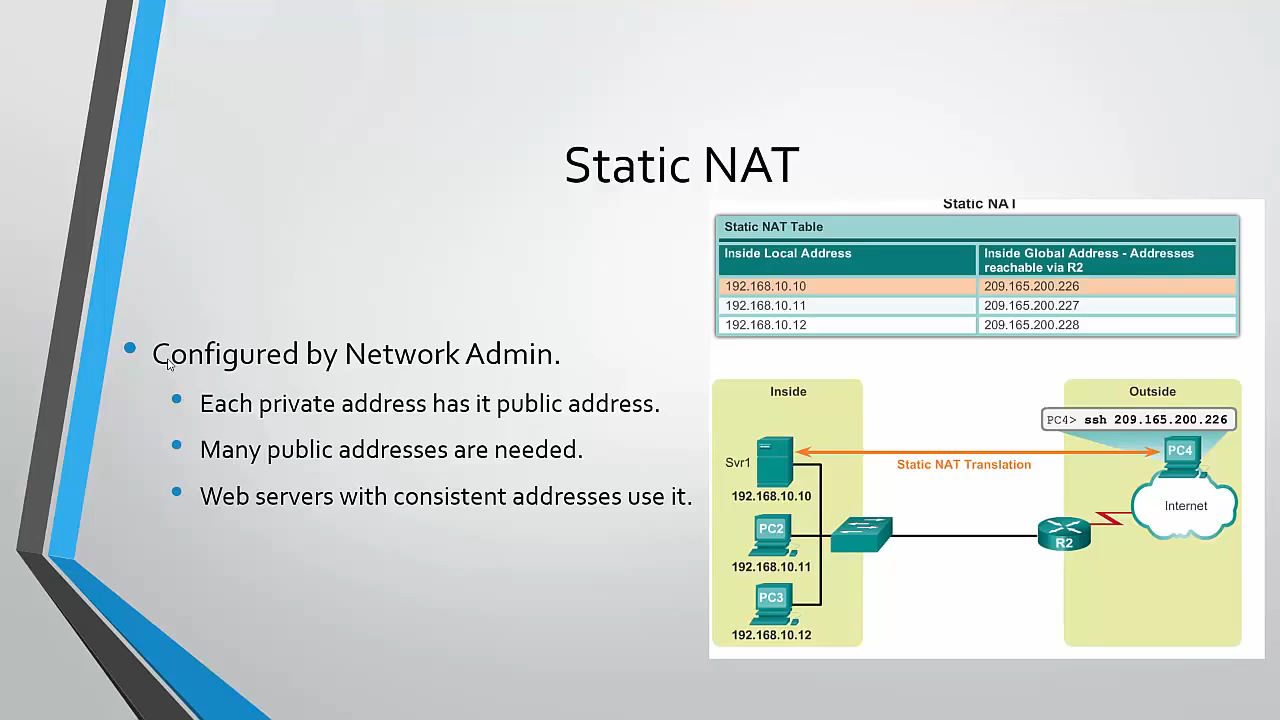 Static NAT
Configured by Network Admin.
Each private address has it public address.
Many public addresses are needed.
Web servers with consistent addresses use it.
Static NAT
Static NAT Table
Inside Local Address
Inside Global Address - Addresses
reachable via R2
192.168.10.10 209.165.200.226
192.168.10.11 209.165.200.227
192.168.10.12 209.165.200.228
Inside
Outside
PC4> ssh 209.165.200.226
Svr1
PC4
Static NAT Translation
192.168.10.10
Internet
PC2
R2
192.168.10.11
PC3
192.168.10.12